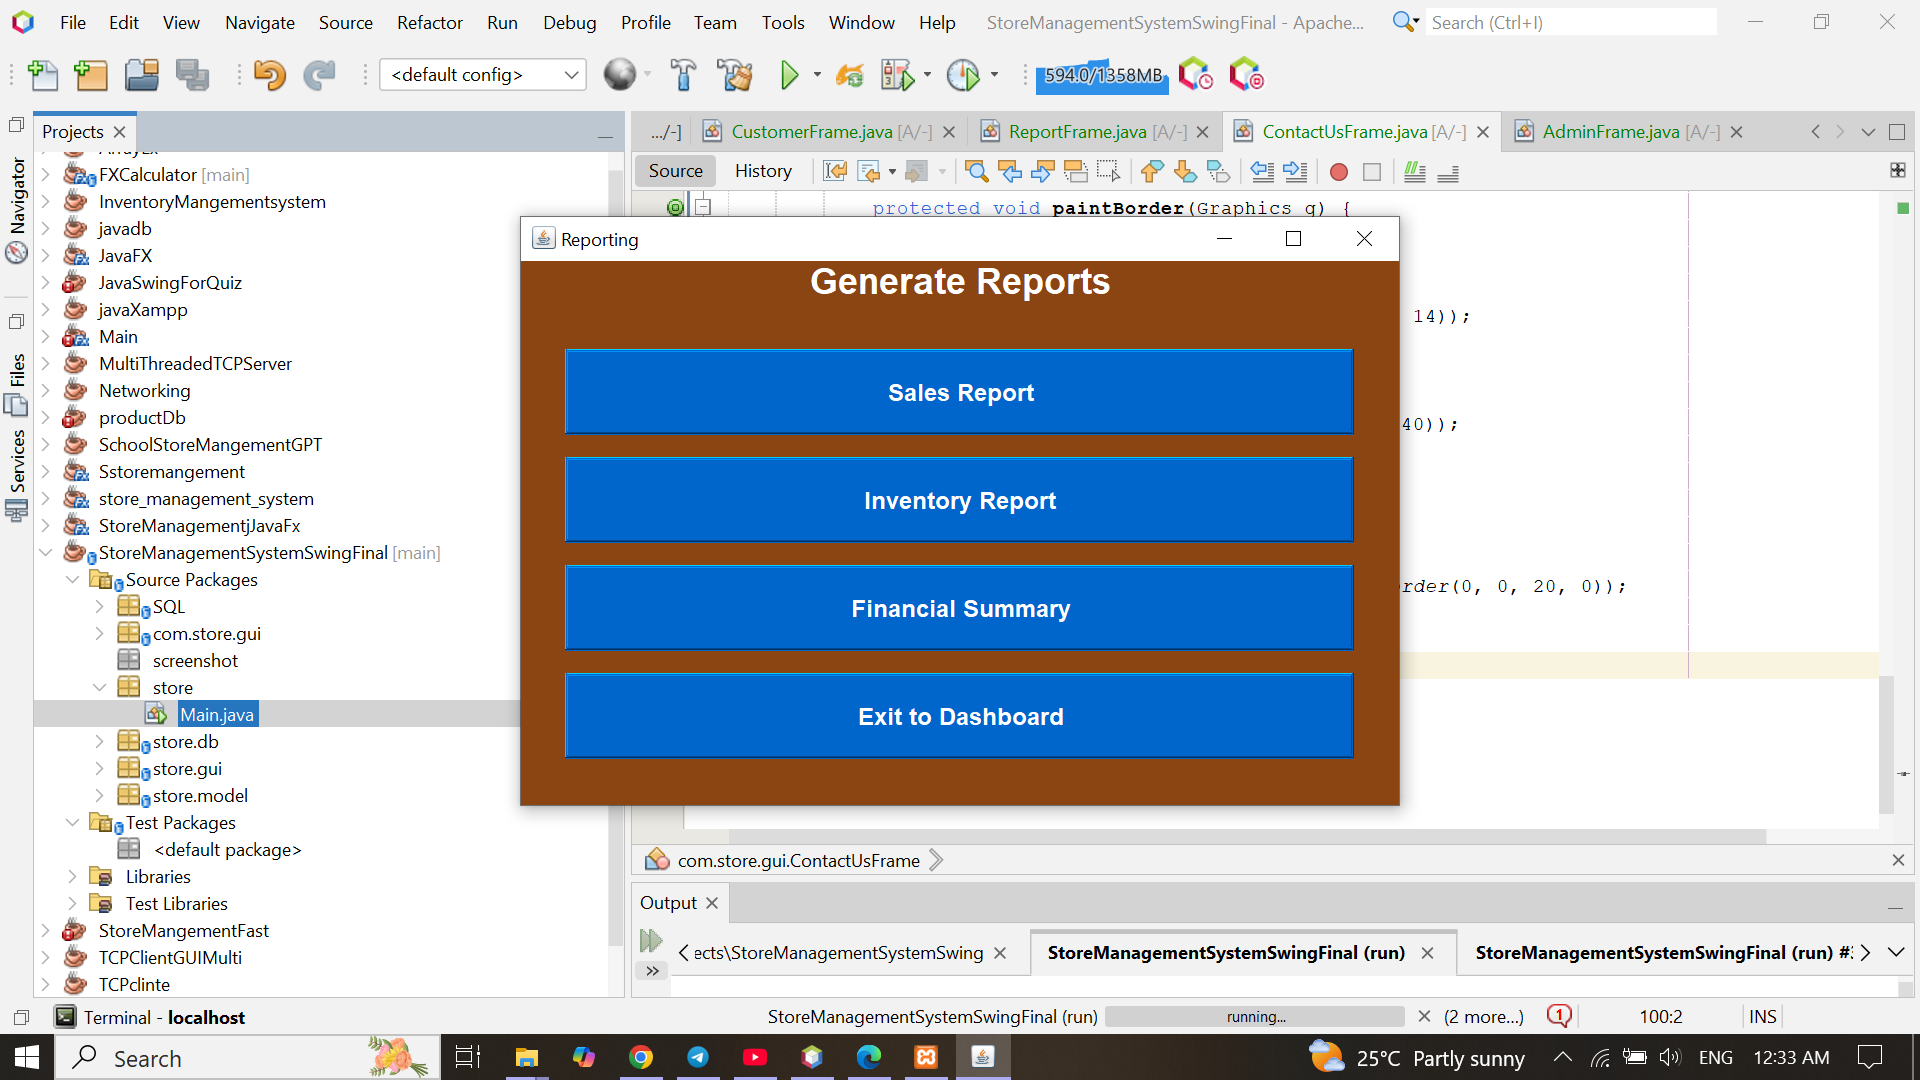 File Edit View Navigate Source Refactor Run Debug Profile Team Tools Window Help StoreManagementSystemSwingFinal - Apache... Search (Ctrl+I)
<default config> 594.0/1358MB
Projects
.../-] CustomerFrame.java [A/-] ReportFrame.java [A/-] ContactUsFrame.java [A/-] AdminFrame.java [A/-]
Source History
Navigator
Files
Services
FXCalculator [main]
InventoryMangementsystem
javadb
JavaFX
JavaSwingForQuiz
javaXampp
Main
MultiThreadedTCPServer
Networking
productDb
SchoolStoreMangementGPT
Sstoremangement
store_management_system
StoreManagementjJavaFx
StoreManagementSystemSwingFinal [main]
Source Packages
SQL
com.store.gui
screenshot
store
Main.java
store.db
store.gui
store.model
Test Packages
<default package>
Libraries
Test Libraries
StoreMangementFast
TCPClientGUIMulti
TCPclinte
protected void paintBorder(Graphics g) {
14));
40));
rder(0, 0, 20, 0));
Reporting
Generate Reports
Sales Report
Inventory Report
Financial Summary
Exit to Dashboard
com.store.gui.ContactUsFrame
Output
ects\StoreManagementSystemSwing StoreManagementSystemSwingFinal (run) StoreManagementSystemSwingFinal (run) #
Terminal - localhost StoreManagementSystemSwingFinal (run) running... (2 more...) 1 100:2 INS
Search 25°C Partly sunny ENG 12:33 AM